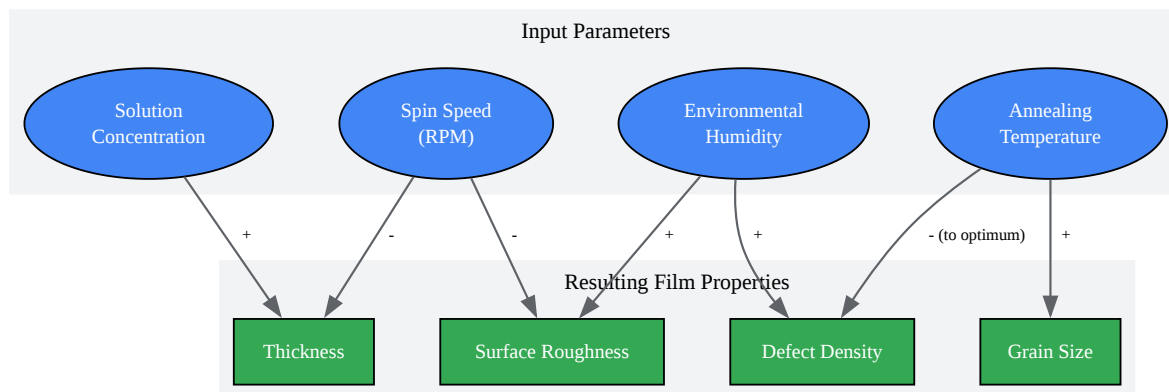 Input Parameters
Solution
Concentration
Spin Speed
(RPM)
Environmental
Humidity
Annealing
Temperature
+
-
-
+
+
- (to optimum)
+
Resulting Film Properties
Thickness
Surface Roughness
Defect Density
Grain Size